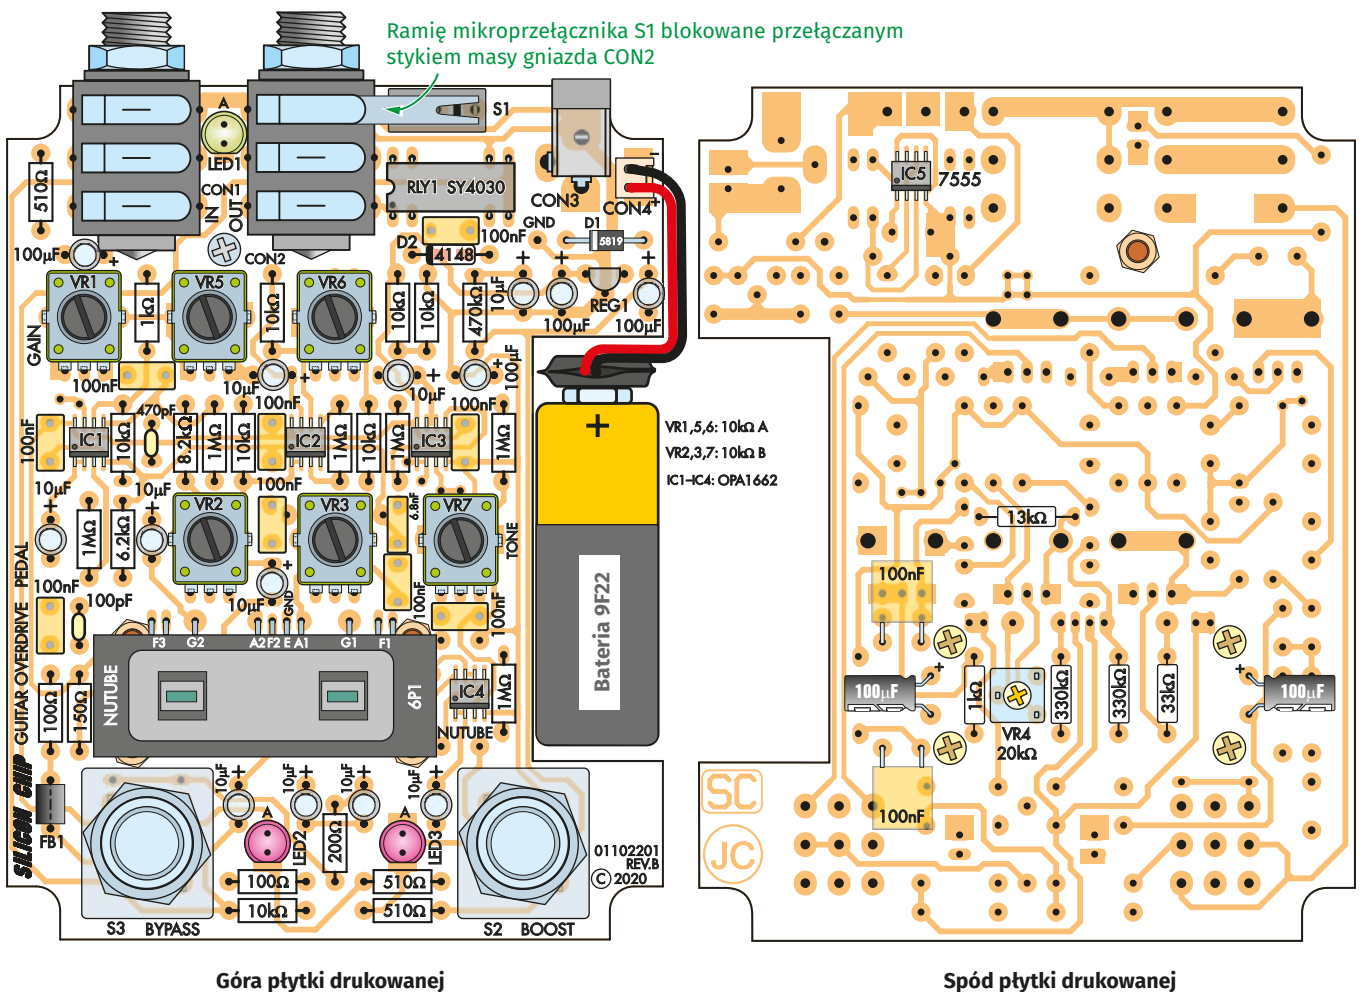 Ramię mikroprzełącznika S1 blokowane przełączanym
stykiem masy gniazda CON2
A
LED1
S1
510Ω
CON1
IN
OUT
RLY1 SY4030
CON3
−
+
CON4
100µF
+
CON2
D2
100nF
4148
GND
D1
5819
GAIN
VR1
1kΩ
VR5
10kΩ
VR6
10kΩ
10kΩ
470kΩ
10µF
+
+
100µF
REG1
+
100µF
100nF
10µF
+
+
10µF
+
100µF
100nF
IC1
10kΩ
470pF
8.2kΩ
1MΩ
10kΩ
100nF
IC2
1MΩ
10kΩ
1MΩ
IC3
100nF
1MΩ
+
VR1,5,6: 10kΩ A
VR2,3,7: 10kΩ B
IC1–IC4: OPA1662
10µF
+
1MΩ
6.2kΩ
10µF
+
VR2
100nF
VR3
6.8nF
VR7
TONE
Bateria 9F22
100nF
100pF
10µF
+
GND
100nF
100nF
F3
G2
A2 F2 E A1
G1
F1
NUTUBE
6P1
IC4
1MΩ
NUTUBE
100Ω
150Ω
SILICON CHIP
GUITAR OVERDRIVE PEDAL
FB1
10µF
+
+
10µF
+
10µF
+
A
LED2
200Ω
A
LED3
100Ω
10kΩ
510Ω
510Ω
01102201
REV.B
© 2020
S3 BYPASS
S2 BOOST
Góra płytki drukowanej
IC5
7555
13kΩ
100nF
+
100µF
1kΩ
VR4
20kΩ
330kΩ
330kΩ
33kΩ
+
100µF
100nF
SC
JC
Spód płytki drukowanej